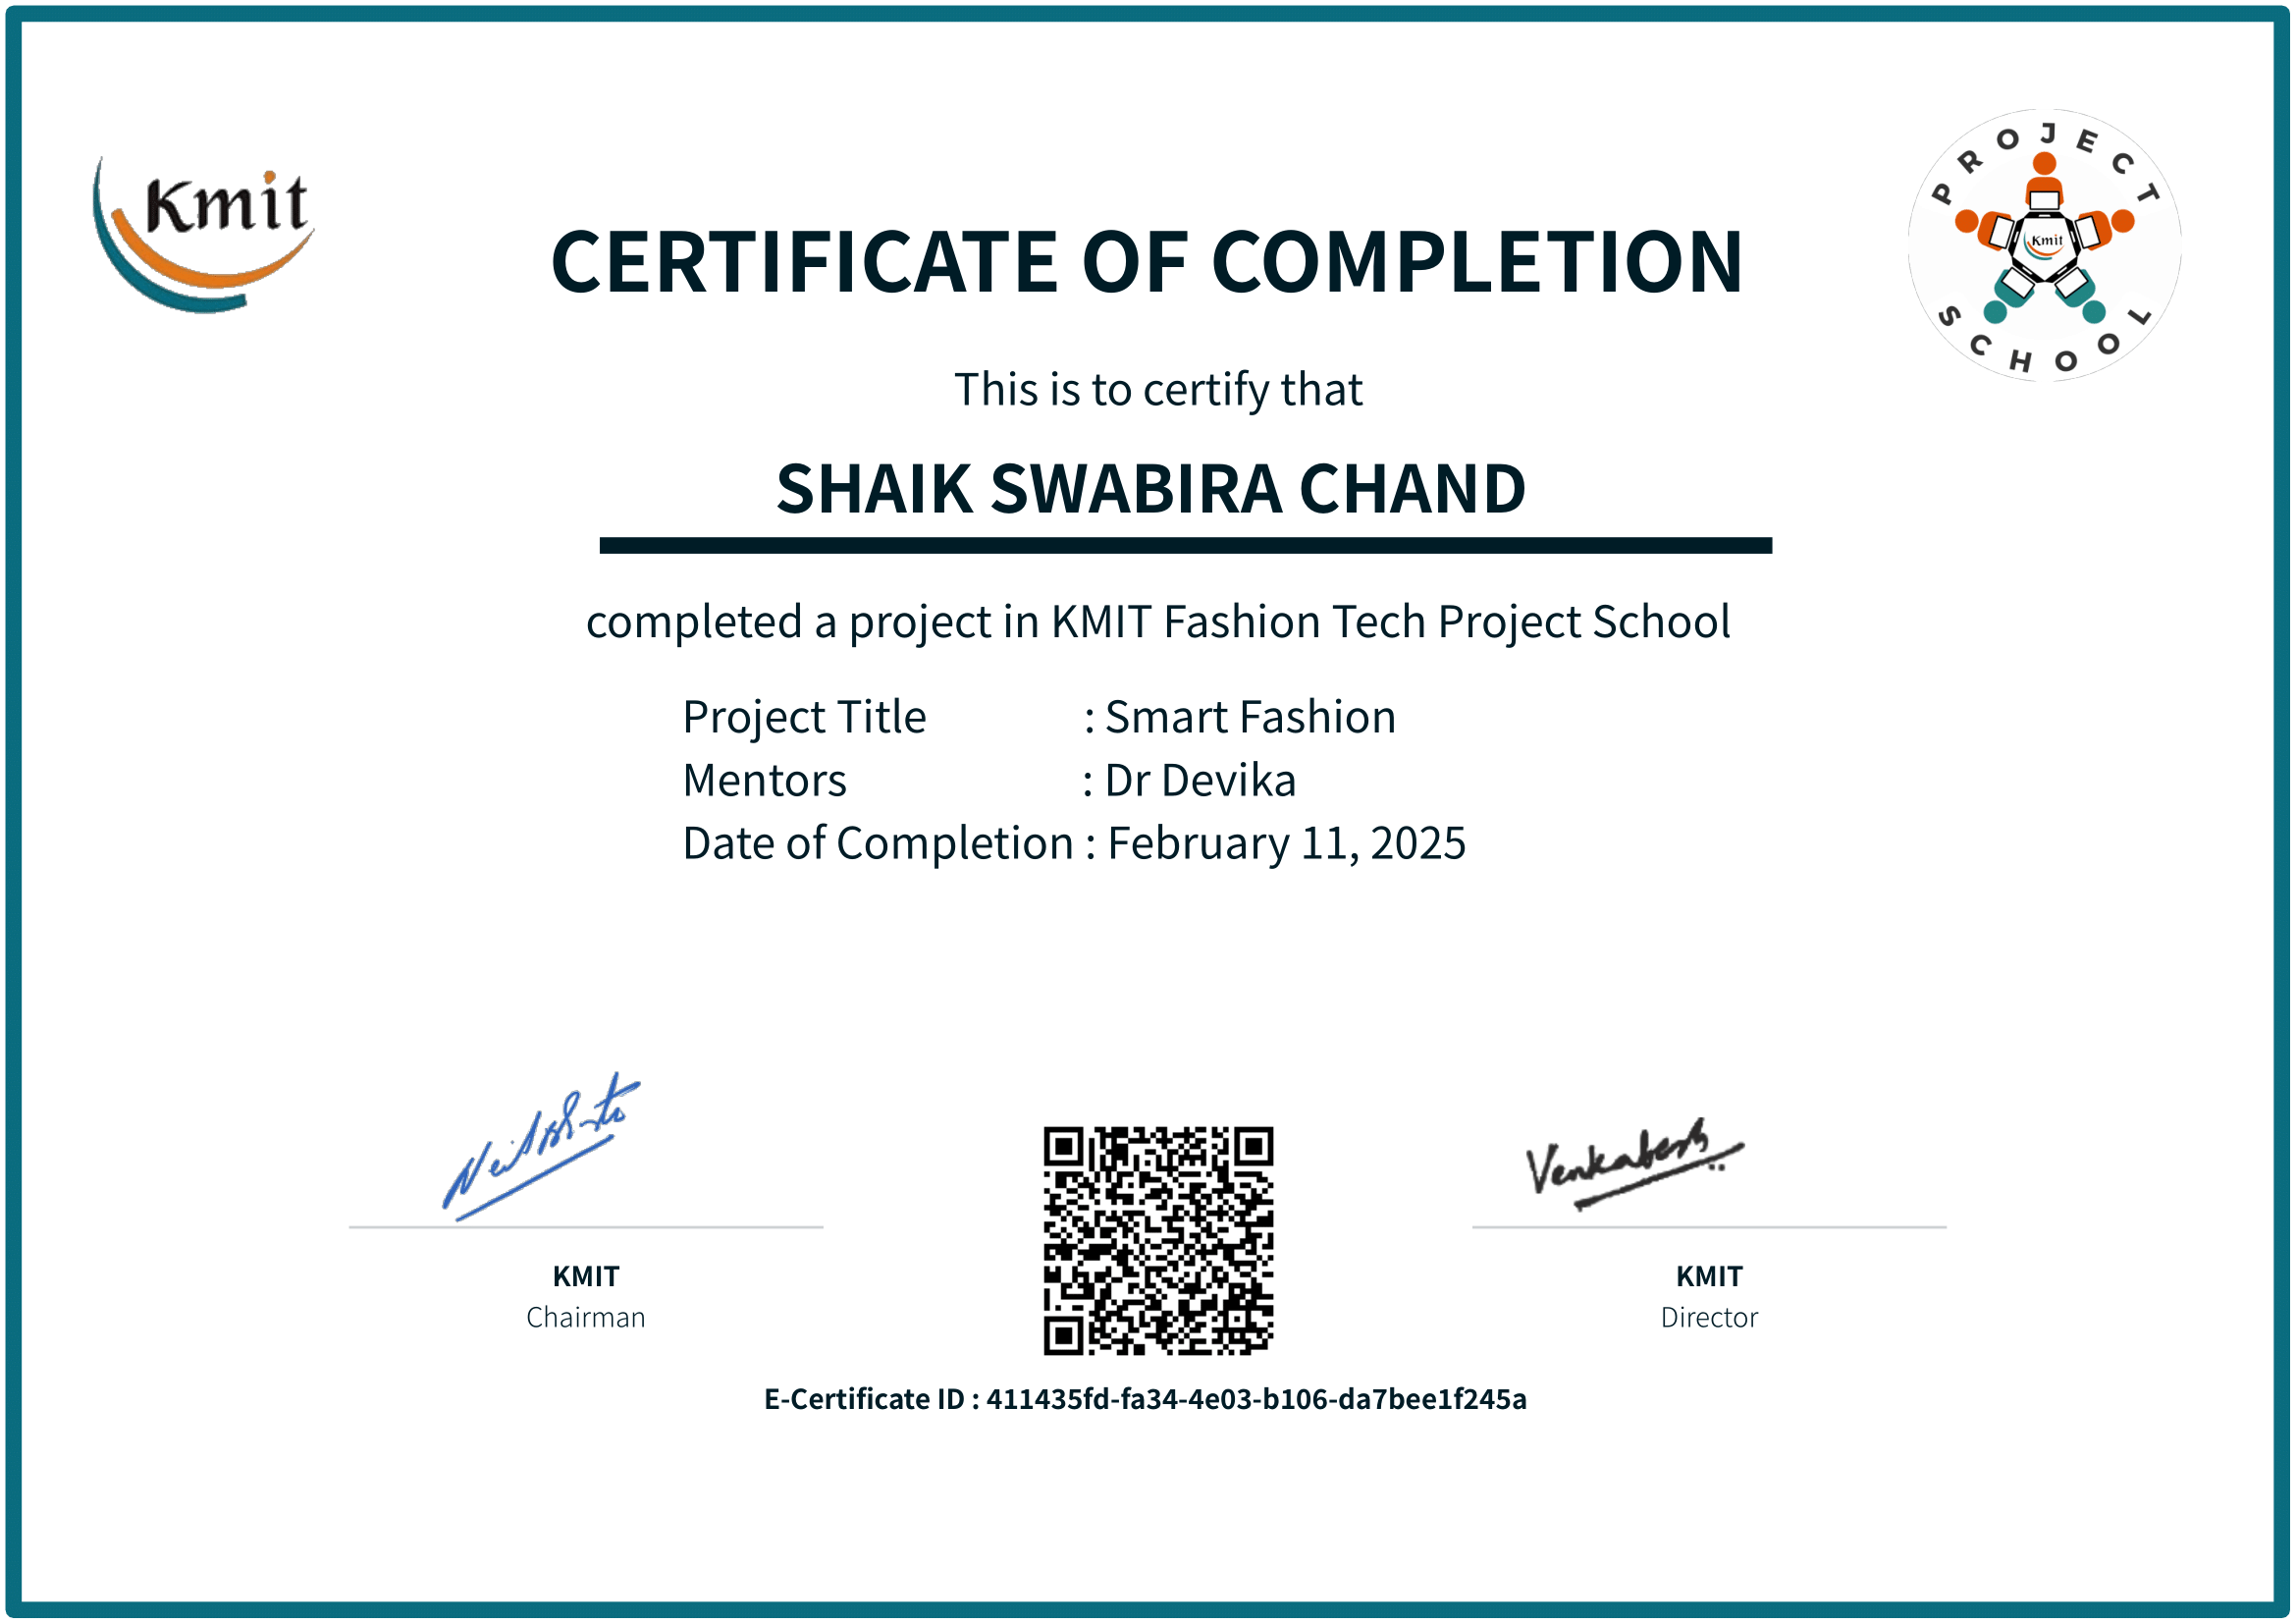 Kmit
PROJECT
Kmit
SCHOOL
CERTIFICATE OF COMPLETION
This is to certify that
SHAIK SWABIRA CHAND
completed a project in KMIT Fashion Tech Project School
Project Title : Smart Fashion
Mentors : Dr Devika
Date of Completion : February 11, 2025
KMIT
Chairman
KMIT
Director
E-Certificate ID : 411435fd-fa34-4e03-b106-da7bee1f245a